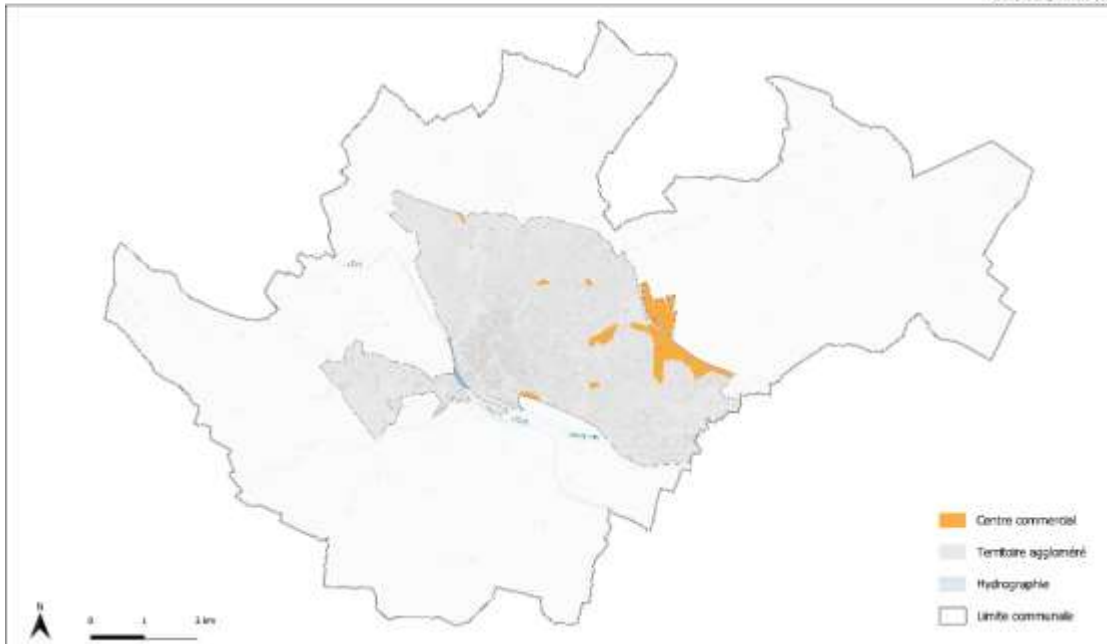 Centre commercial
Territoire aggloméré
Hydrographie
Limite communale
N
0 1 2 km